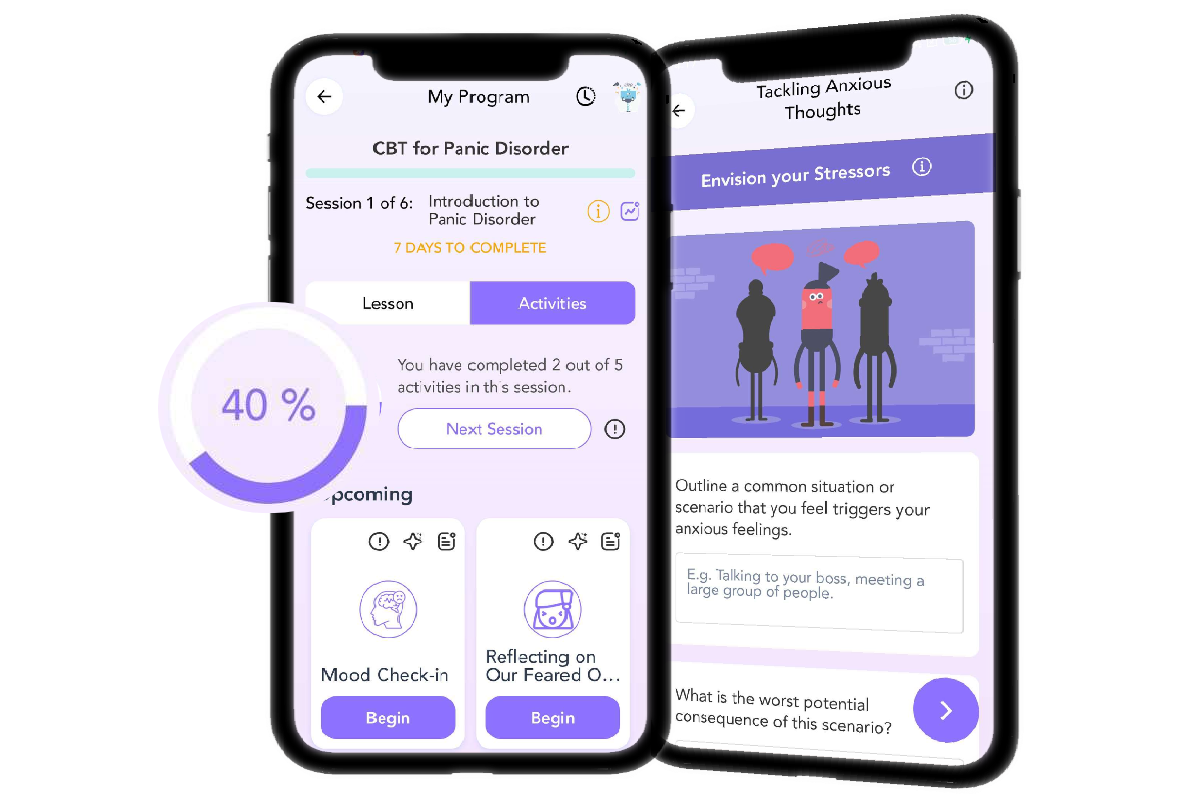 My Program
CBT for Panic Disorder
Session 1 of 6:
Introduction to
Panic Disorder
7 DAYS TO COMPLETE
Lesson
Activities
40 %
You have completed 2 out of 5
activities in this session.
Next Session
Upcoming
Mood Check-in
Begin
Reflecting on
Our Feared O...
Begin
Tackling Anxious
Thoughts
Envision your Stressors
Outline a common situation or
scenario that you feel triggers your
anxious feelings.
E.g. Talking to your boss, meeting a
large group of people.
What is the worst potential
consequence of this scenario?